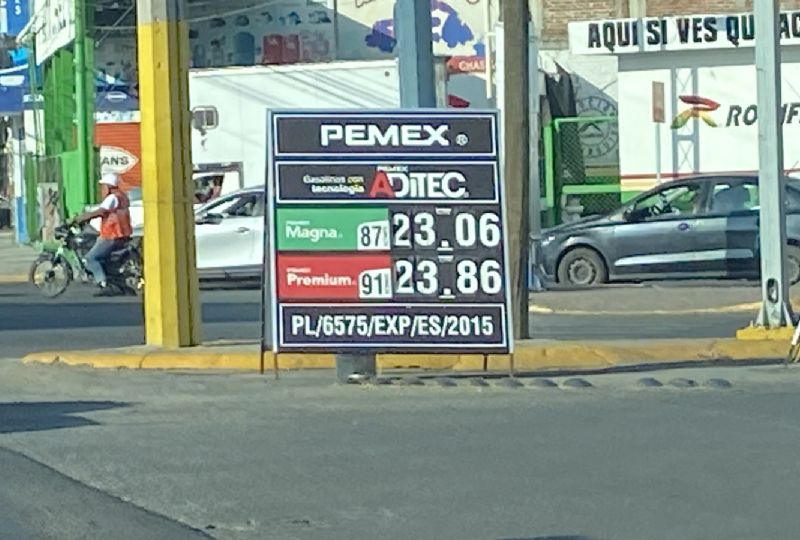 AQUI SI VES QU
PEMEX ®
Gasolinas con
tecnología
PEMEX
ADiTEC
Magna 87 23.06
Premium 91 23.86
PL/6575/EXP/ES/2015